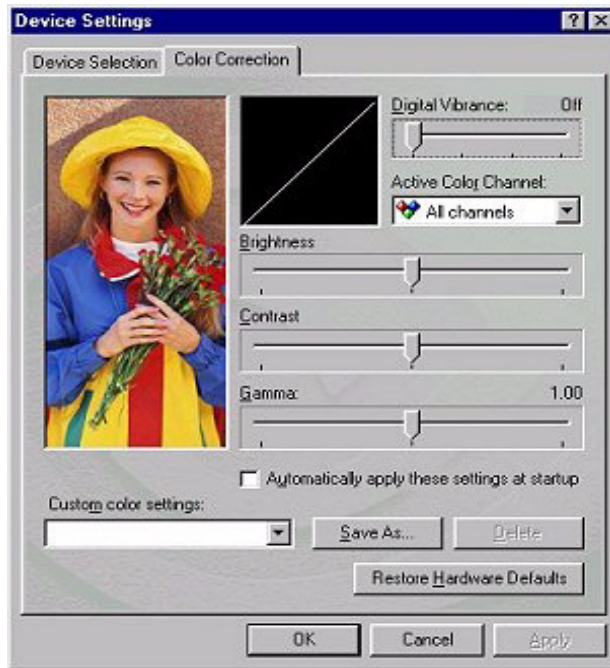 Device Settings
Device Selection
Color Correction
Digital Vibrance: Off
Active Color Channel:
All channels
Brightness
Contrast
Gamma: 1.00
Automatically apply these settings at startup
Custom color settings:
Save As...
Delete
Restore Hardware Defaults
OK
Cancel
Apply